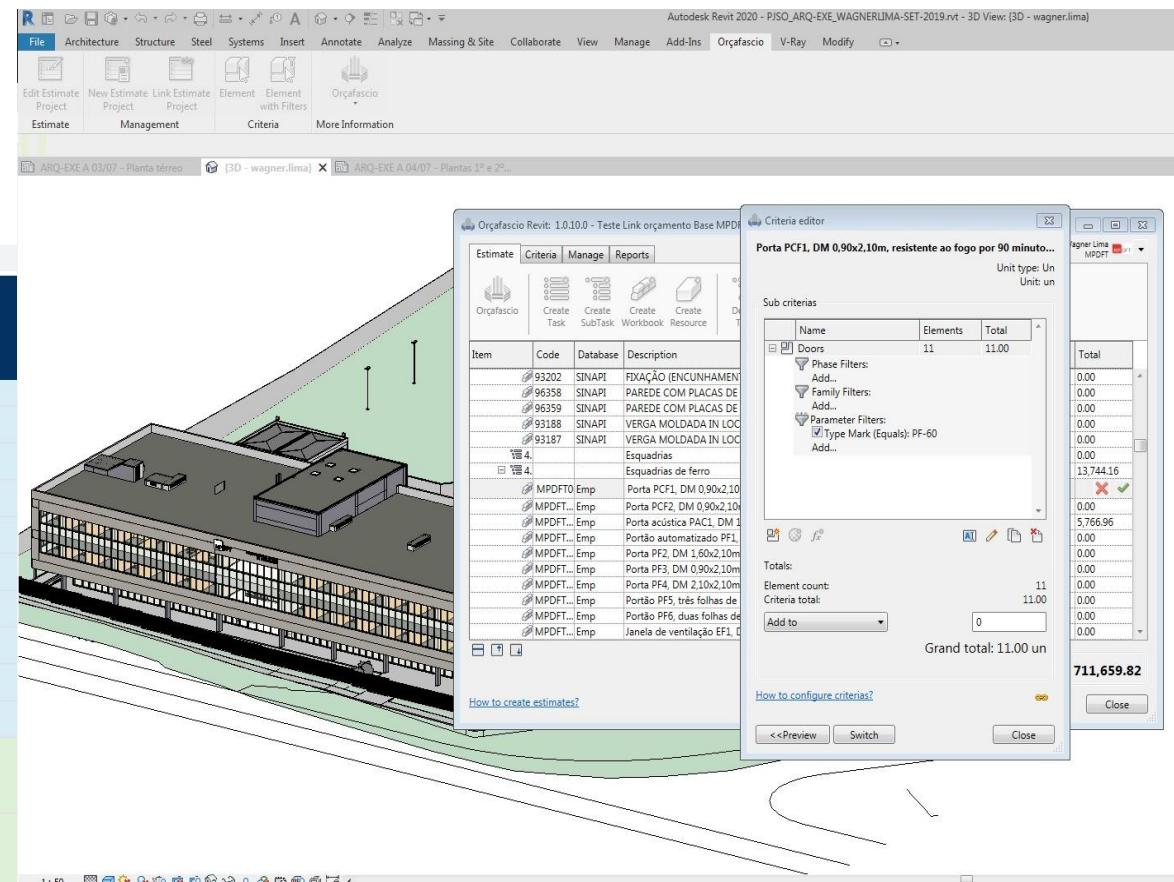 Autodesk Revit 2020 - PJSO_ARQ-EXE_WAGNERLIMA-SET-2019.rvt - 3D View: {3D - wagner.lima}
File Architecture Structure Steel Systems Insert Annotate Analyze Massing & Site Collaborate View Manage Add-Ins Orçafascio V-Ray Modify
Edit Estimate Project
New Estimate Project
Link Estimate Project
Element
Element with Filters
Orçafascio
Estimate Management Criteria More Information
ARQ-EXE A 03/07 - Planta térreo {3D - wagner.lima} ARQ-EXE A 04/07 - Plantas 1º e 2º...
Orçafascio Revit: 1.0.10.0 - Teste Link orçamento Base MPDF
Wagner Lima
MPDFT
Estimate Criteria Manage Reports
Orçafascio
Create Task
Create SubTask
Create Workbook
Create Resource
Item Code Database Description Total
93202 SINAPI FIXAÇÃO (ENCUNHAMEN 0.00
96358 SINAPI PAREDE COM PLACAS DE 0.00
96359 SINAPI PAREDE COM PLACAS DE 0.00
93188 SINAPI VERGA MOLDADA IN LOC 0.00
93187 SINAPI VERGA MOLDADA IN LOC 0.00
4. Esquadrias 0.00
4. Esquadrias de ferro 13,744.16
MPDFT0 Emp Porta PCF1, DM 0,90x2,10
MPDFT... Emp Porta PCF2, DM 0,90x2,10 0.00
MPDFT... Emp Porta acústica PAC1, DM 1 5,766.96
MPDFT... Emp Portão automatizado PF1, 0.00
MPDFT... Emp Porta PF2, DM 1,60x2,10m 0.00
MPDFT... Emp Porta PF3, DM 0,90x2,10m 0.00
MPDFT... Emp Porta PF4, DM 2,10x2,10m 0.00
MPDFT... Emp Portão PF5, três folhas de 0.00
MPDFT... Emp Portão PF6, duas folhas de 0.00
MPDFT... Emp Janela de ventilação EF1, D 0.00
711,659.82
How to create estimates?
Close
Criteria editor
Porta PCF1, DM 0,90x2,10m, resistente ao fogo por 90 minuto...
Unit type: Un
Unit: un
Sub criterias
Name Elements Total
Doors 11 11.00
Phase Filters:
Add...
Family Filters:
Add...
Parameter Filters:
Type Mark (Equals): PF-60
Add...
Totals:
Element count: 11
Criteria total: 11.00
Add to 0
Grand total: 11.00 un
How to configure criterias?
<<Preview Switch Close